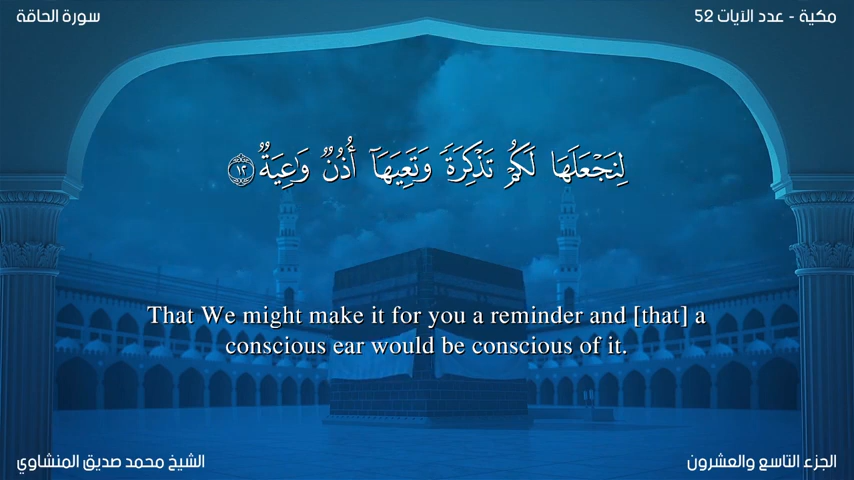 سورة الحاقة
مكية - عدد الآيات 52
لِنَجْعَلَهَا لَكُمْ تَذْكِرَةً وَتَعِيَهَآ أُذُنٌ وَٰعِيَةٌ ١٢
That We might make it for you a reminder and [that] a
conscious ear would be conscious of it.
الشيخ محمد صديق المنشاوي
الجزء التاسع والعشرون